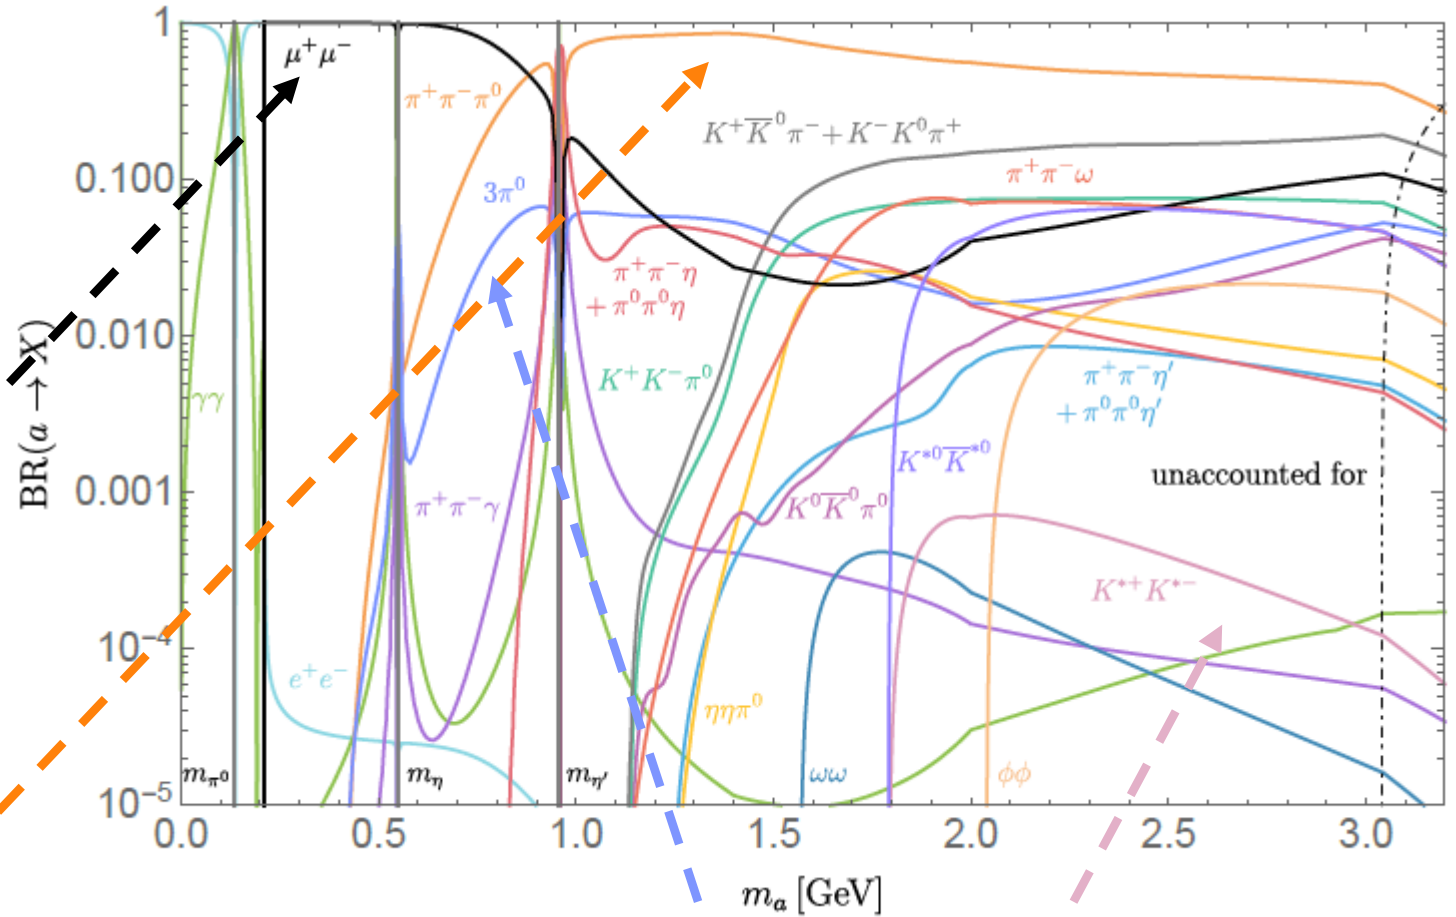 1
μ⁺μ⁻
π⁺π⁻π⁰
K⁺K̅⁰π⁻ + K⁻K⁰π⁺
0.100
3π⁰
π⁺π⁻ω
π⁺π⁻η
+ π⁰π⁰η
0.010
BR(a → X)
γγ
K⁺K⁻π⁰
π⁺π⁻η′
+ π⁰π⁰η′
K*⁰K̅*⁰
unaccounted for
0.001
π⁺π⁻γ
K⁰K̅⁰π⁰
K*⁺K*⁻
10⁻⁴
e⁺e⁻
ηηπ⁰
m_π⁰
m_η
m_η′
ωω
ϕϕ
10⁻⁵
0.0 0.5 1.0 1.5 2.0 2.5 3.0
mₐ [GeV]